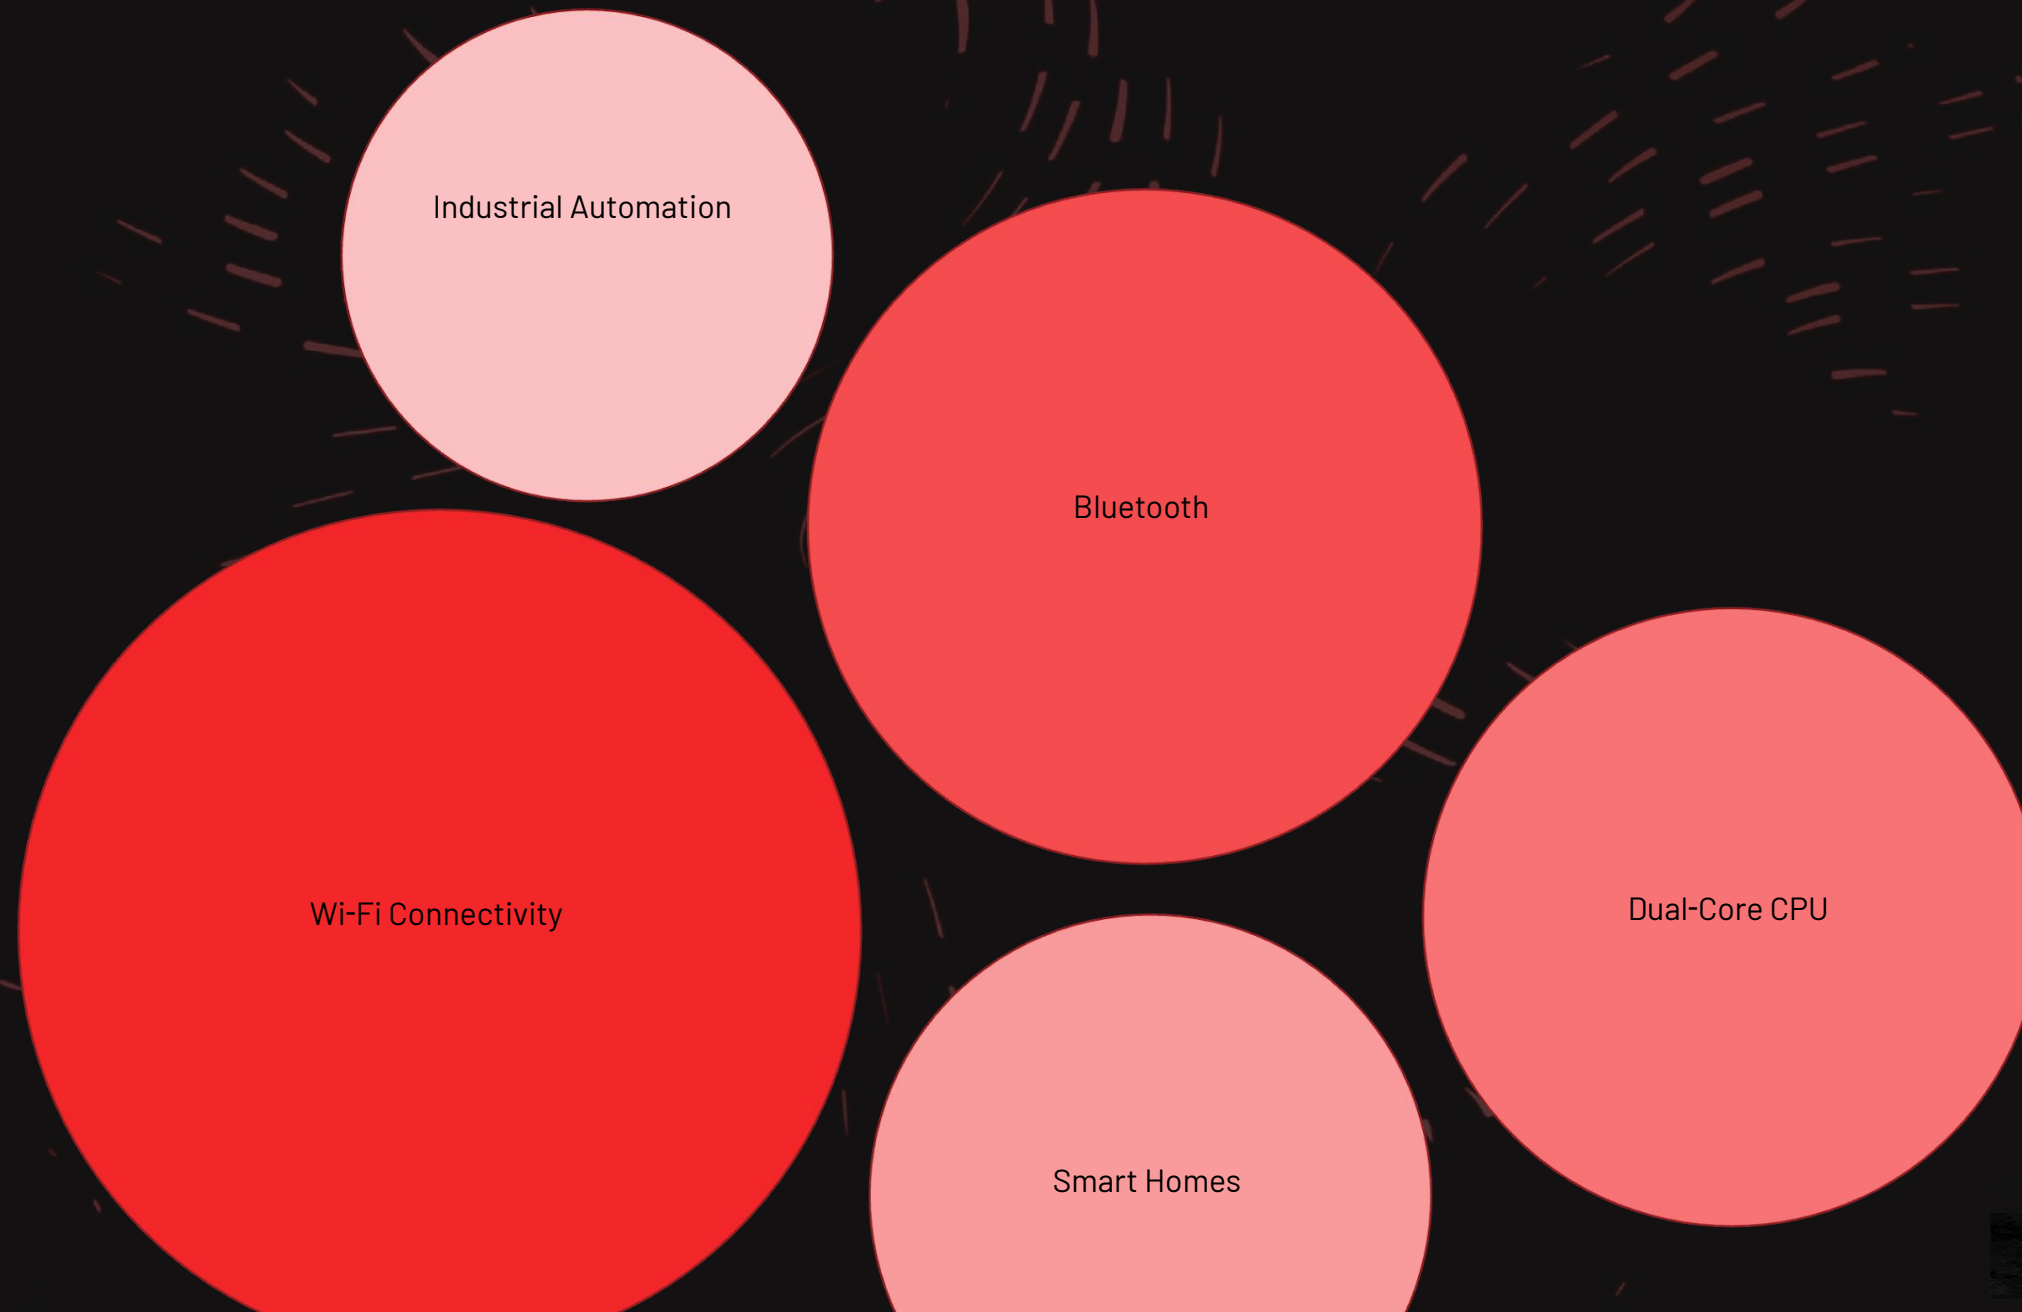 Industrial Automation
Bluetooth
Wi-Fi Connectivity
Dual-Core CPU
Smart Homes